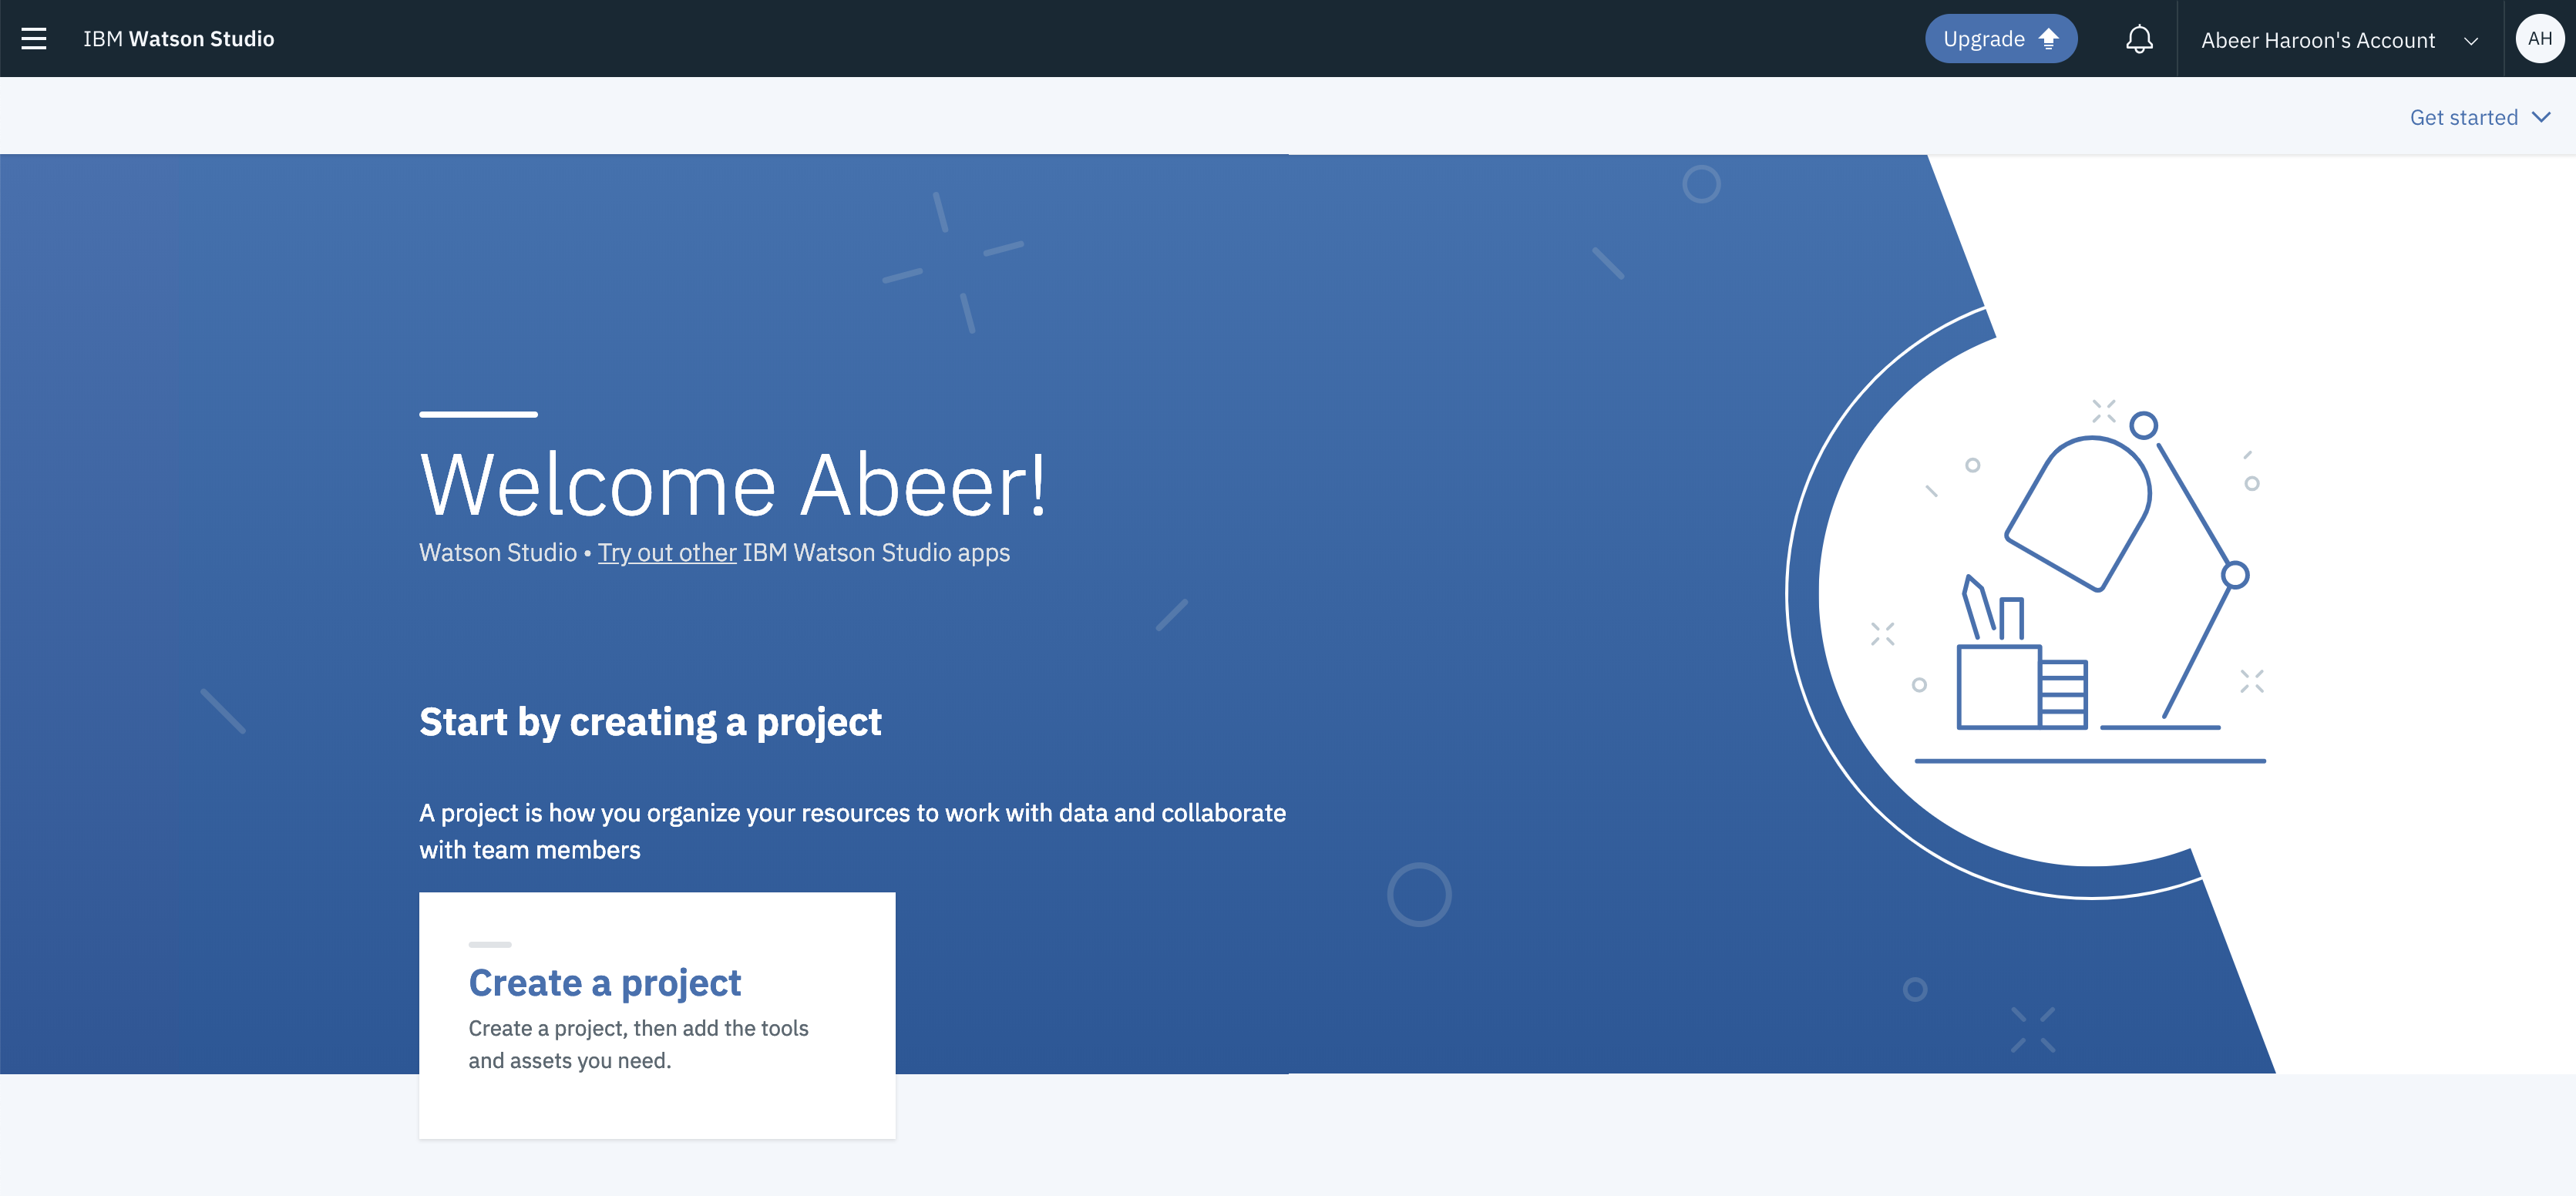 IBM Watson Studio
Upgrade
Abeer Haroon's Account
AH
Get started
Welcome Abeer!
Watson Studio • Try out other IBM Watson Studio apps
Start by creating a project
A project is how you organize your resources to work with data and collaborate
with team members
Create a project
Create a project, then add the tools
and assets you need.